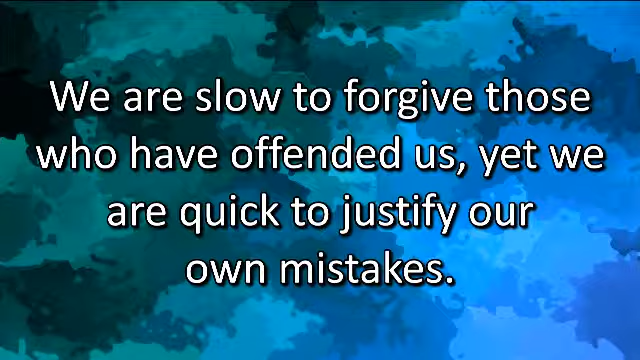 We are slow to forgive those
who have offended us, yet we
are quick to justify our
own mistakes.